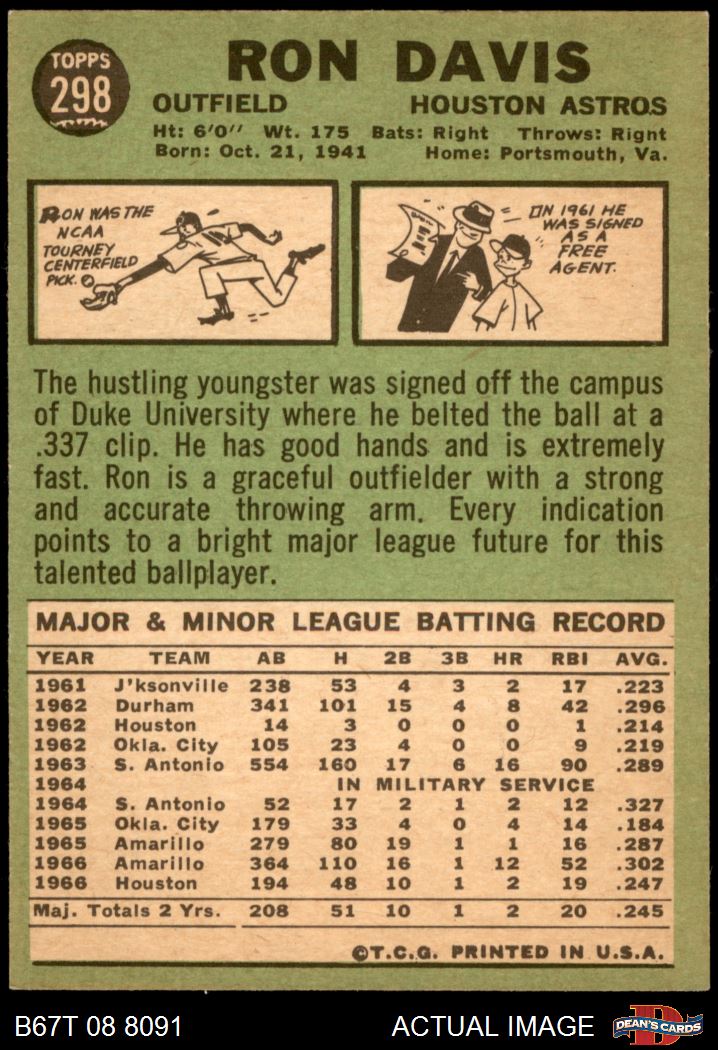 TOPPS
298
RON DAVIS
OUTFIELD HOUSTON ASTROS
Ht: 6'0" Wt. 175 Bats: Right Throws: Right
Born: Oct. 21, 1941 Home: Portsmouth, Va.
RON WAS THE
NCAA
TOURNEY
CENTERFIELD
PICK.
IN 1961 HE
WAS SIGNED
AS A
FREE
AGENT.
The hustling youngster was signed off the campus
of Duke University where he belted the ball at a
.337 clip. He has good hands and is extremely
fast. Ron is a graceful outfielder with a strong
and accurate throwing arm. Every indication
points to a bright major league future for this
talented ballplayer.
MAJOR & MINOR LEAGUE BATTING RECORD
YEAR TEAM AB H 2B 3B HR RBI AVG.
1961 J'ksonville 238 53 4 3 2 17 .223
1962 Durham 341 101 15 4 8 42 .296
1962 Houston 14 3 0 0 0 1 .214
1962 Okla. City 105 23 4 0 0 9 .219
1963 S. Antonio 554 160 17 6 16 90 .289
1964 IN MILITARY SERVICE
1964 S. Antonio 52 17 2 1 2 12 .327
1965 Okla. City 179 33 4 0 4 14 .184
1965 Amarillo 279 80 19 1 1 16 .287
1966 Amarillo 364 110 16 1 12 52 .302
1966 Houston 194 48 10 1 2 19 .247
Maj. Totals 2 Yrs. 208 51 10 1 2 20 .245
©T.C.G. PRINTED IN U.S.A.
B67T 08 8091 ACTUAL IMAGE DEAN'S CARDS